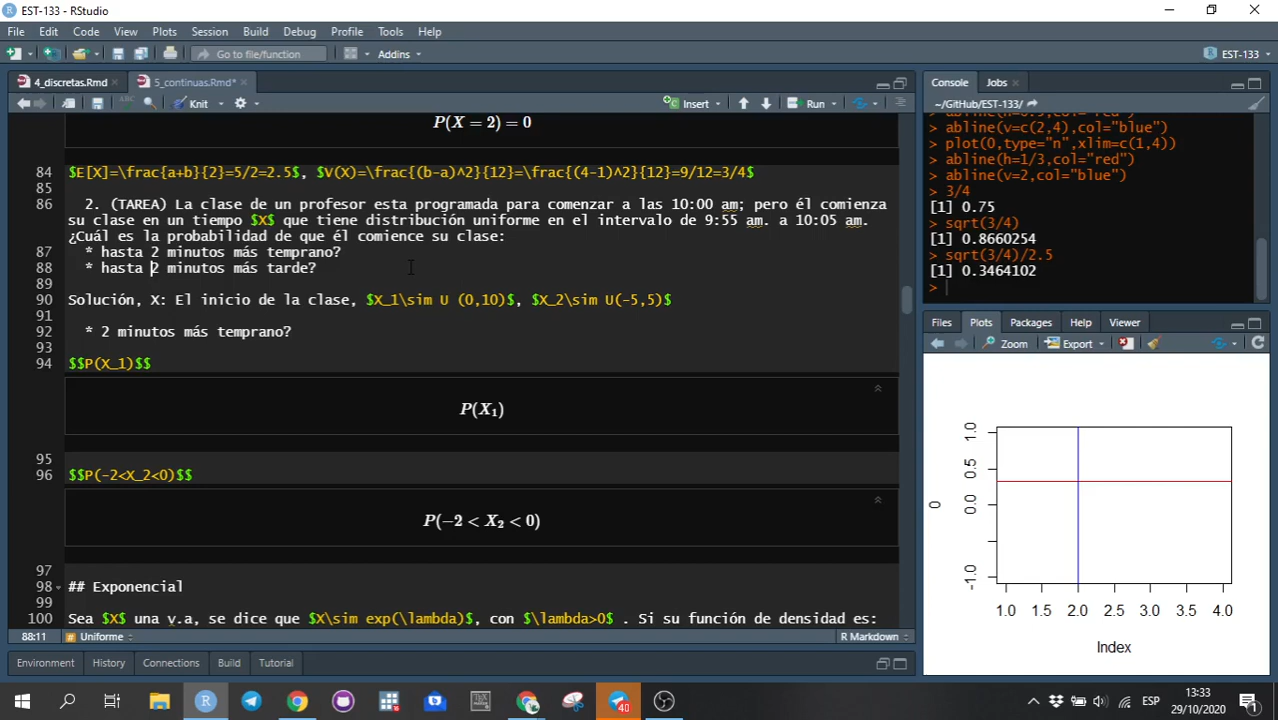 EST-133 - RStudio
File Edit Code View Plots Session Build Debug Profile Tools Help
Go to file/function Addins EST-133
4_discretas.Rmd 5_continuas.Rmd*
ABC Knit Insert Run
P(X = 2) = 0
84 $E[X]=\frac{a+b}{2}=5/2=2.5$, $V(X)=\frac{(b-a)^2}{12}=\frac{(4-1)^2}{12}=9/12=3/4$
85
86 2. (TAREA) La clase de un profesor esta programada para comenzar a las 10:00 am; pero él comienza
su clase en un tiempo $X$ que tiene distribución uniforme en el intervalo de 9:55 am. a 10:05 am.
¿Cuál es la probabilidad de que él comience su clase:
87 * hasta 2 minutos más temprano?
88 * hasta 2 minutos más tarde?
89
90 Solución, X: El inicio de la clase, $X_1\sim U (0,10)$, $X_2\sim U(-5,5)$
91
92 * 2 minutos más temprano?
93
94 $$P(X_1)$$
P(X₁)
95
96 $$P(-2<X_2<0)$$
P(−2 < X₂ < 0)
97
98 ## Exponencial
99
100 Sea $X$ una v.a, se dice que $X\sim exp(\lambda)$, con $\lambda>0$ . Si su función de densidad es:
88:11 # Uniforme R Markdown
Environment History Connections Build Tutorial
Console Jobs
~/GitHub/EST-133/
> abline(h=0.5,col="red")
> abline(v=c(2,4),col="blue")
> plot(0,type="n",xlim=c(1,4))
> abline(h=1/3,col="red")
> abline(v=2,col="blue")
> 3/4
[1] 0.75
> sqrt(3/4)
[1] 0.8660254
> sqrt(3/4)/2.5
[1] 0.3464102
>
Files Plots Packages Help Viewer
Zoom Export
1.0
0.5
0.0
-1.0
0
1.0 1.5 2.0 2.5 3.0 3.5 4.0
Index
40
ESP
13:33
29/10/2020
1